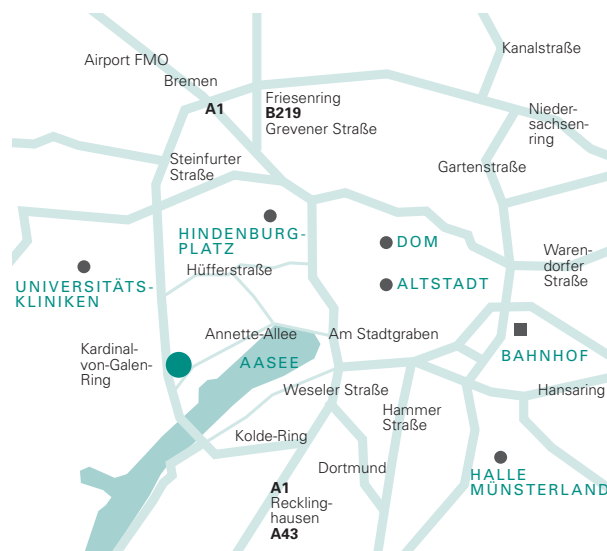 Kanalstraße
Airport FMO
Bremen
A1
Friesenring
B219
Grevener Straße
Nieder-
sachsen-
ring
Steinfurter
Straße
Gartenstraße
HINDENBURG-
PLATZ
DOM
Waren-
dorfer
Straße
UNIVERSITÄTS-
KLINIKEN
Hüfferstraße
ALTSTADT
Annette-Allee
Am Stadtgraben
BAHNHOF
Kardinal-
von-Galen-
Ring
AASEE
Weseler Straße
Hansaring
Hammer
Straße
Kolde-Ring
Dortmund
HALLE
MÜNSTERLAND
A1
Reckling-
hausen
A43